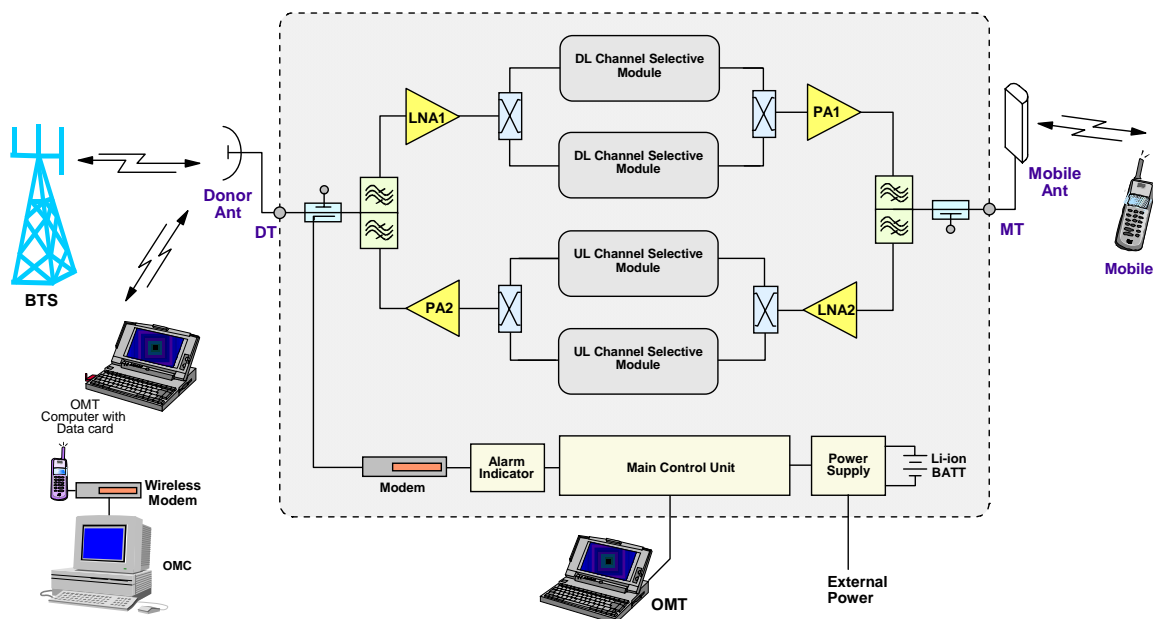 DL Channel Selective
Module
LNA1
PA1
DL Channel Selective
Module
Donor
Ant
DT
Mobile
Ant
MT
Mobile
BTS
UL Channel Selective
Module
PA2
LNA2
UL Channel Selective
Module
OMT
Computer with
Data card
Wireless
Modem
OMC
Modem
Alarm
Indicator
Main Control Unit
Power
Supply
Li-ion
BATT
OMT
External
Power